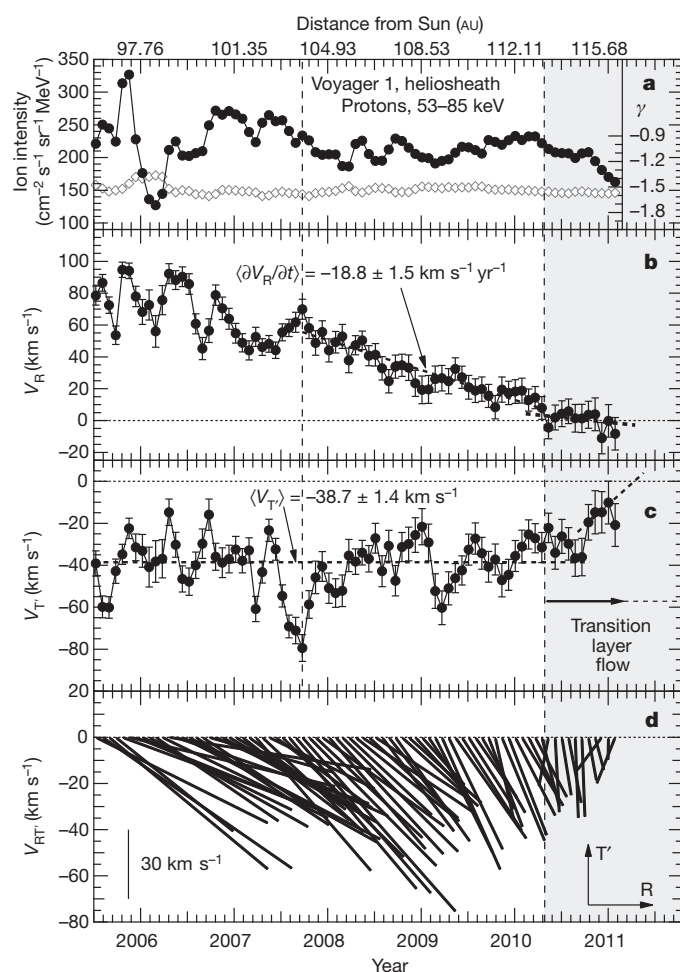 Distance from Sun (AU)
97.76 101.35 104.93 108.53 112.11 115.68
Ion intensity
(cm⁻² s⁻¹ sr⁻¹ MeV⁻¹)
350
300
250
200
150
100
Voyager 1, heliosheath
Protons, 53–85 keV
a
γ
−0.9
−1.2
−1.5
−1.8
V_R (km s⁻¹)
100
80
60
40
20
0
−20
⟨∂V_R/∂t⟩ = −18.8 ± 1.5 km s⁻¹ yr⁻¹
b
V_T′ (km s⁻¹)
0
−20
−40
−60
−80
⟨V_T′⟩ = −38.7 ± 1.4 km s⁻¹
c
Transition
layer
flow
V_RT′ (km s⁻¹)
20
0
−20
−40
−60
−80
d
30 km s⁻¹
T′
R
2006 2007 2008 2009 2010 2011
Year